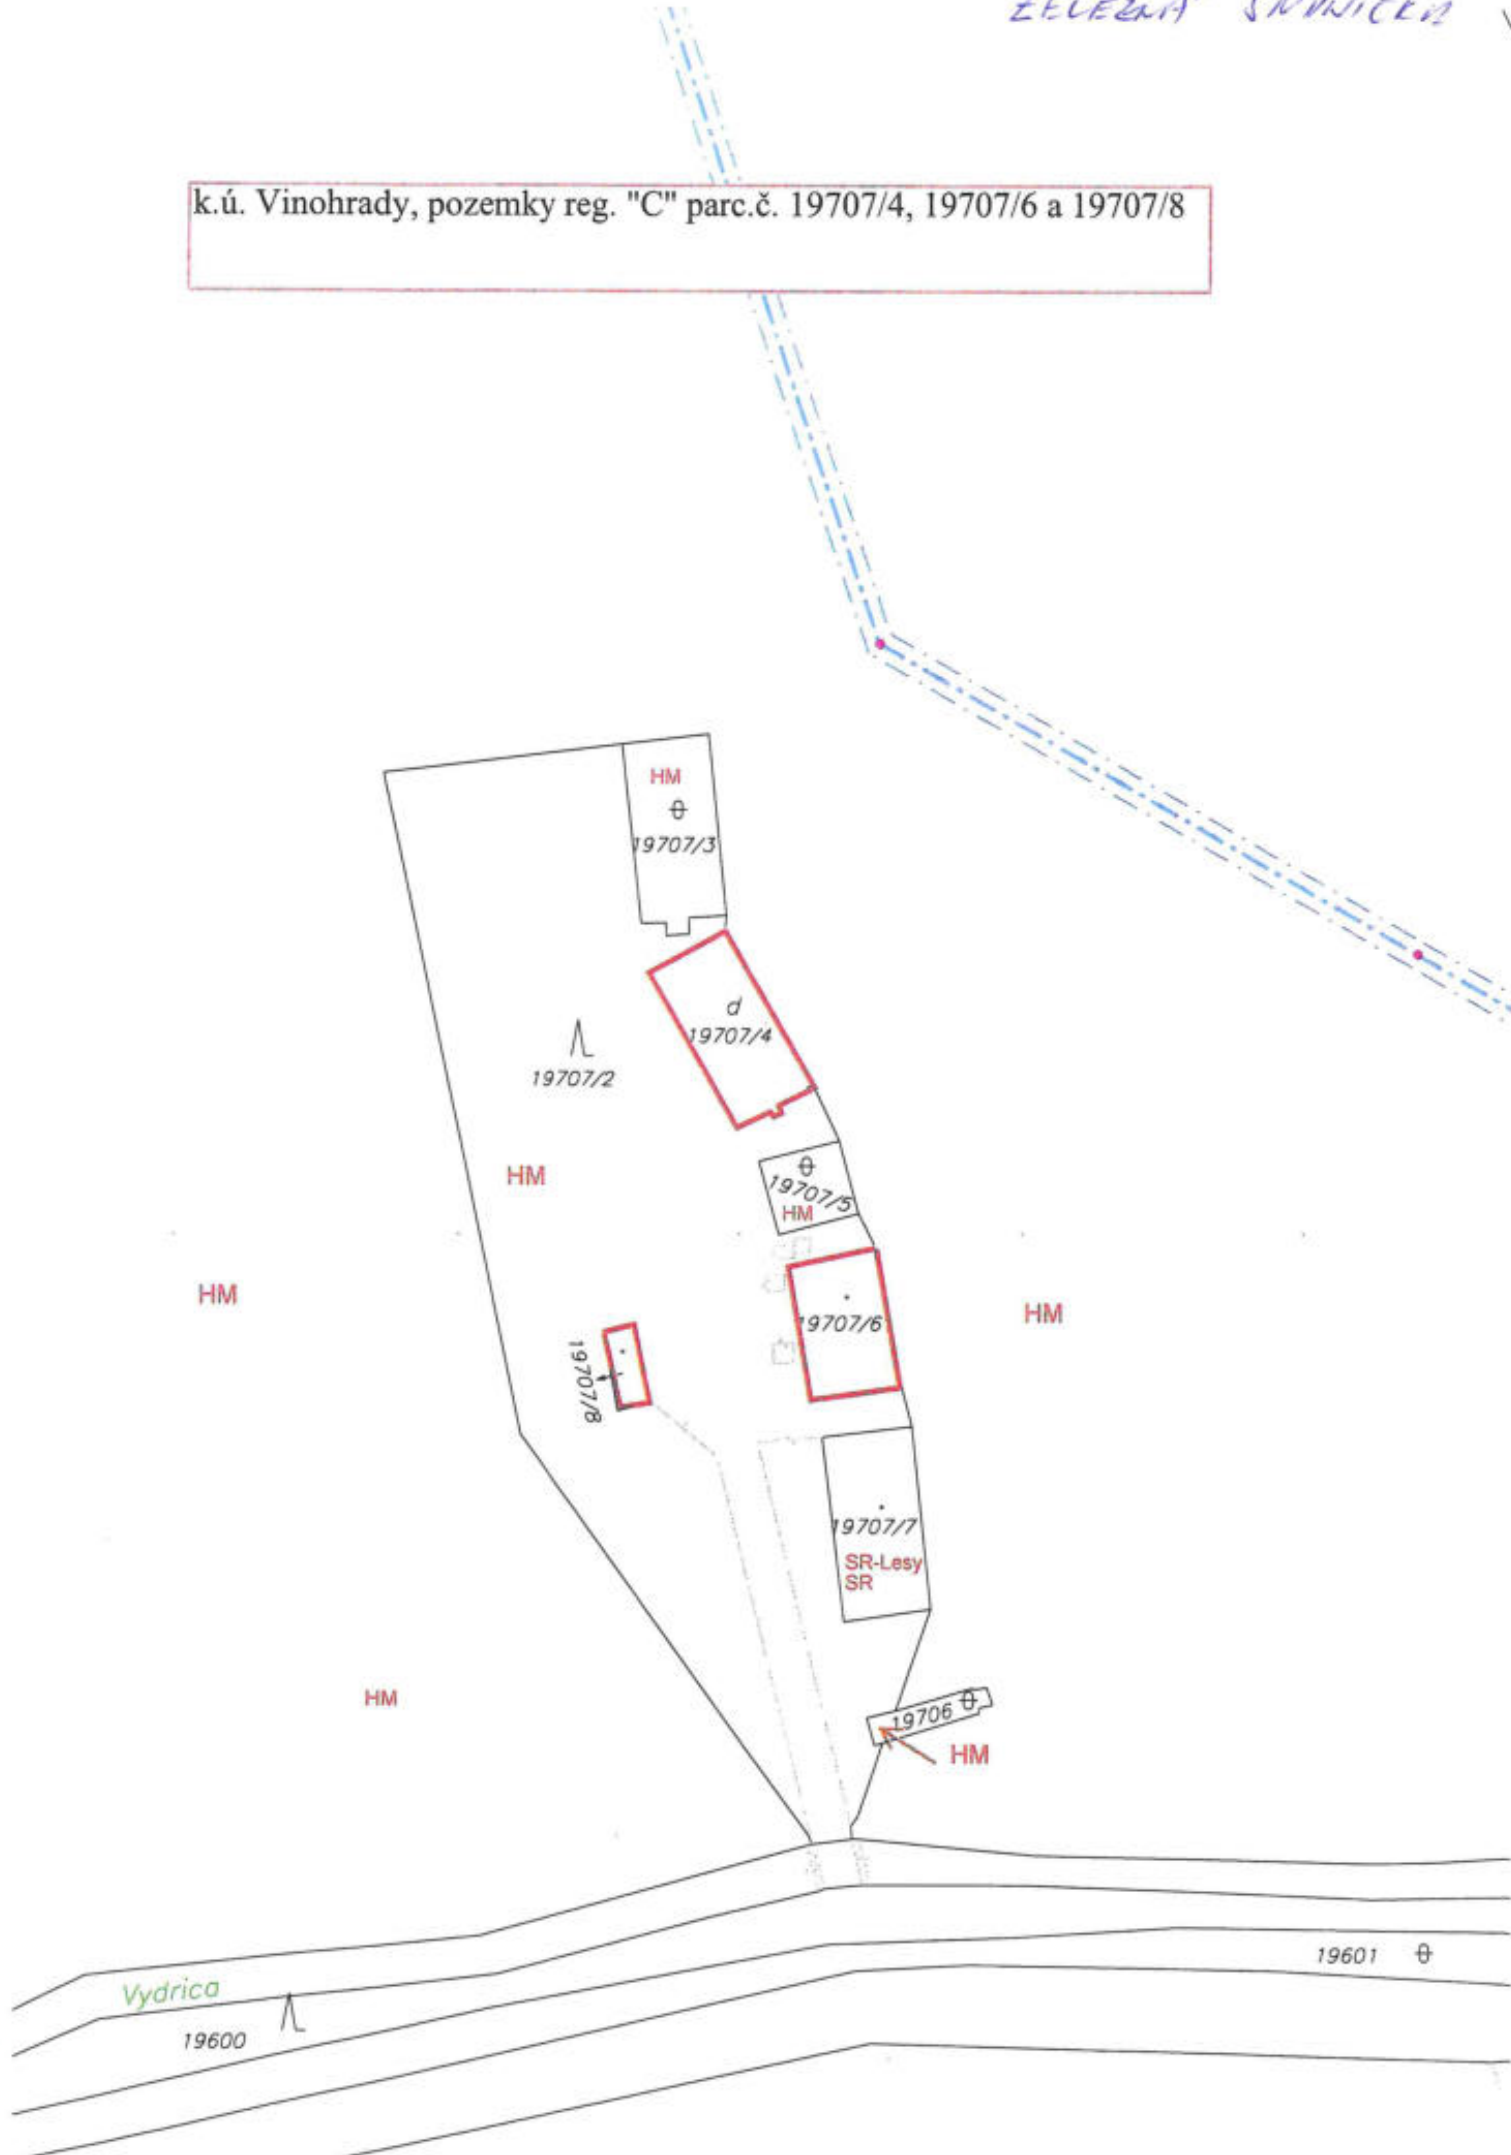 ŽELEZNÁ STUDNIČKA
k.ú. Vinohrady, pozemky reg. "C" parc.č. 19707/4, 19707/6 a 19707/8
HM
19707/3
d
19707/4
19707/2
HM
19707/5
HM
HM
HM
19707/6
19707/8
19707/7
SR-Lesy
SR
HM
19706
HM
19601
Vydrica
19600